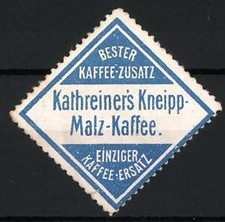 BESTER
KAFFEE-ZUSATZ
Kathreiner's Kneipp-
Malz-Kaffee.
EINZIGER
KAFFEE-ERSATZ